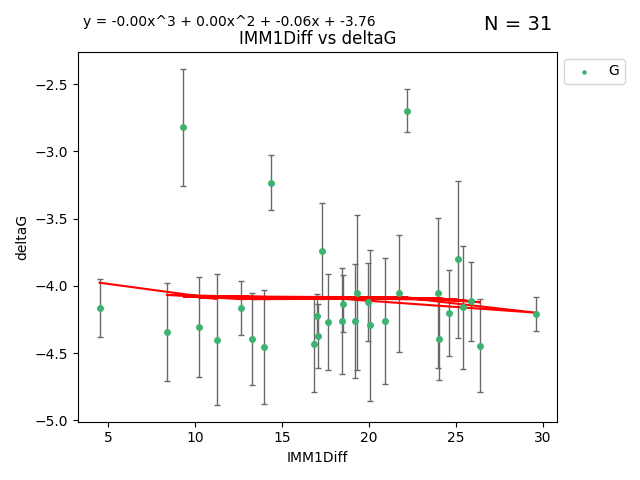 y = -0.00x^3 + 0.00x^2 + -0.06x + -3.76
N = 31
IMM1Diff vs deltaG
G
−2.5
−3.0
−3.5
−4.0
−4.5
−5.0
deltaG
5 10 15 20 25 30
IMM1Diff